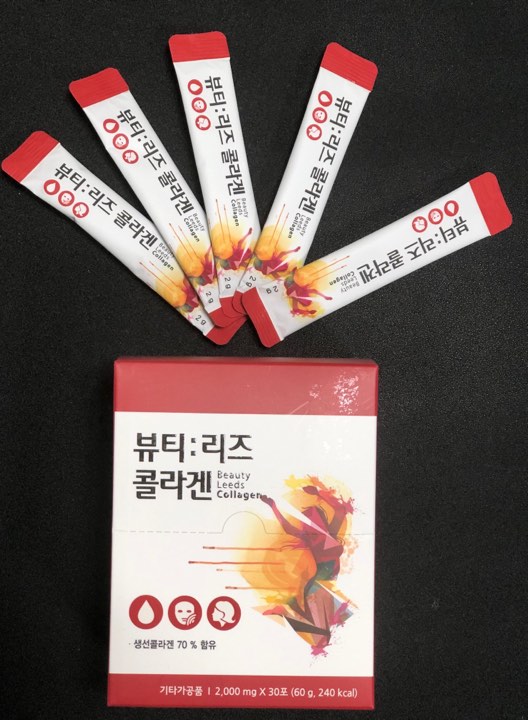 뷰티:리즈 콜라겐
Beauty
Leeds
Collagen
2g
뷰티:리즈 콜라겐
Beauty
Leeds
Collagen
2g
뷰티:리즈 콜라겐
Beauty
Leeds
Collagen
2g
뷰티:리즈 콜라겐
Beauty
Leeds
Collagen
2g
뷰티:리즈 콜라겐
Beauty
Leeds
Collagen
뷰티:리즈
콜라겐
Beauty
Leeds
Collagen
생선콜라겐 70 % 함유
기타가공품 I 2,000 mg X 30포 (60 g, 240 kcal)